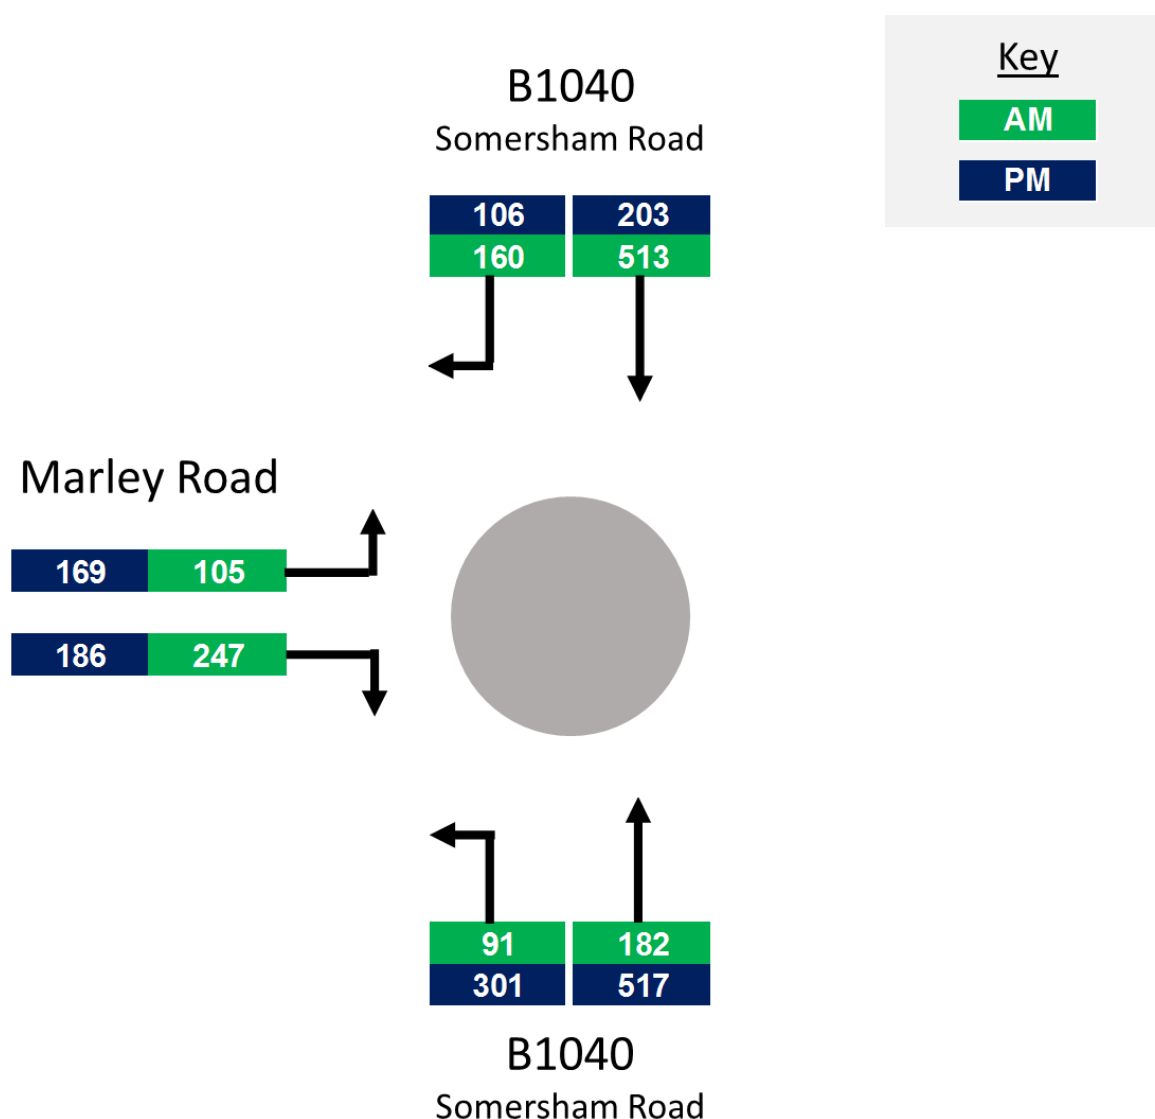 Key
AM
PM
B1040
Somersham Road
106 203
160 513
Marley Road
169 105
186 247
91 182
301 517
B1040
Somersham Road